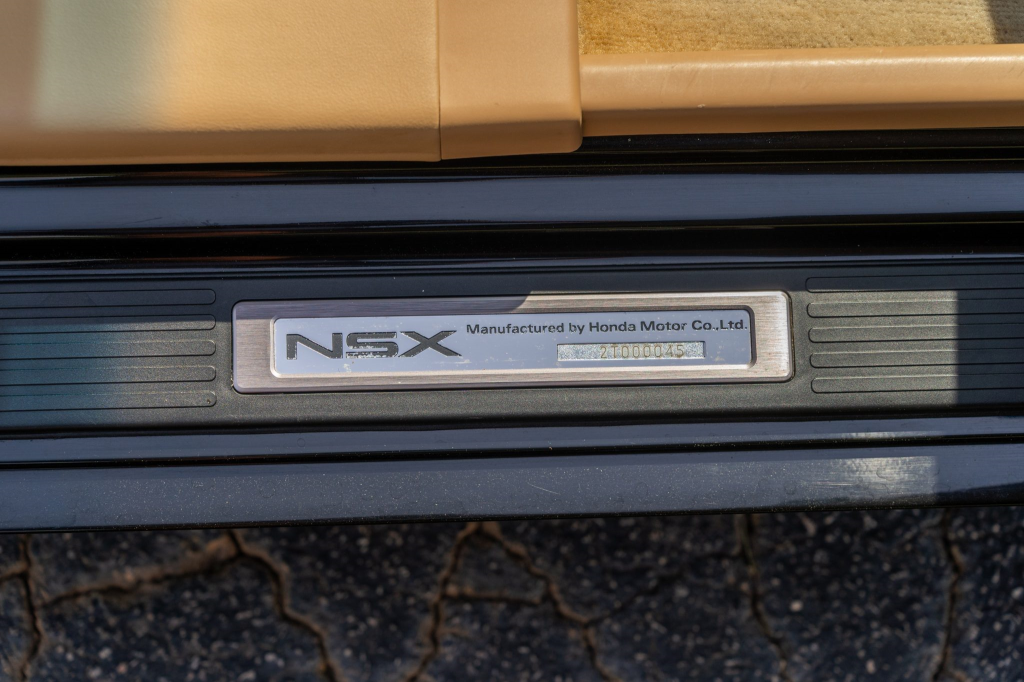 NSX
Manufactured by Honda Motor Co.,Ltd.
2T000045